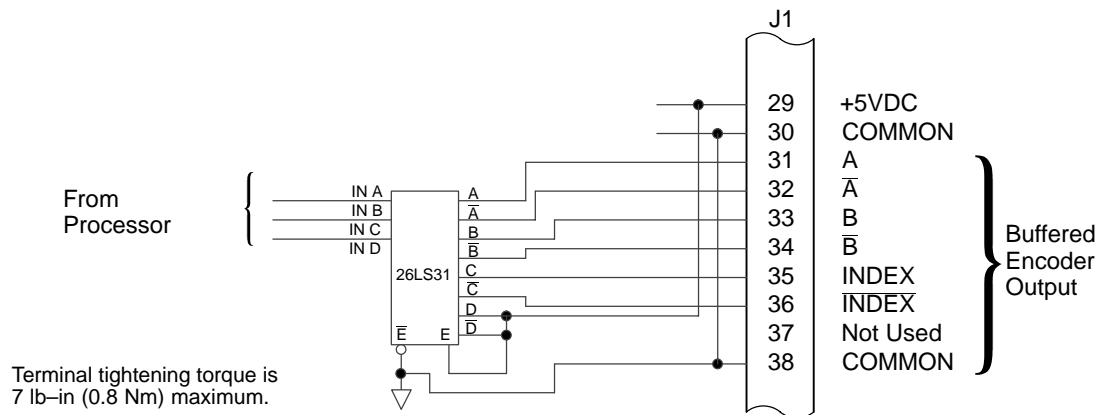 J1
29 +5VDC
30 COMMON
31 A
32 A̅
33 B
34 B̅
35 INDEX
36 I̅N̅D̅E̅X̅
37 Not Used
38 COMMON
Buffered
Encoder
Output
From
Processor
IN A
IN B
IN C
IN D
26LS31
A
A̅
B
B̅
C
C̅
D
D̅
E̅ E
Terminal tightening torque is
7 lb–in (0.8 Nm) maximum.